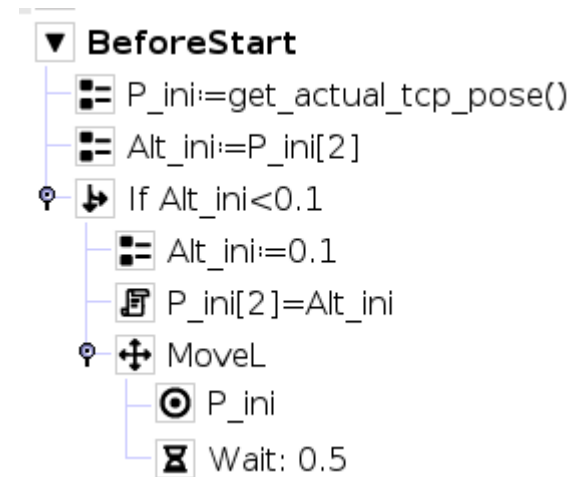 BeforeStart
P_ini:=get_actual_tcp_pose()
Alt_ini:=P_ini[2]
If Alt_ini<0.1
Alt_ini:=0.1
P_ini[2]=Alt_ini
MoveL
P_ini
Wait: 0.5